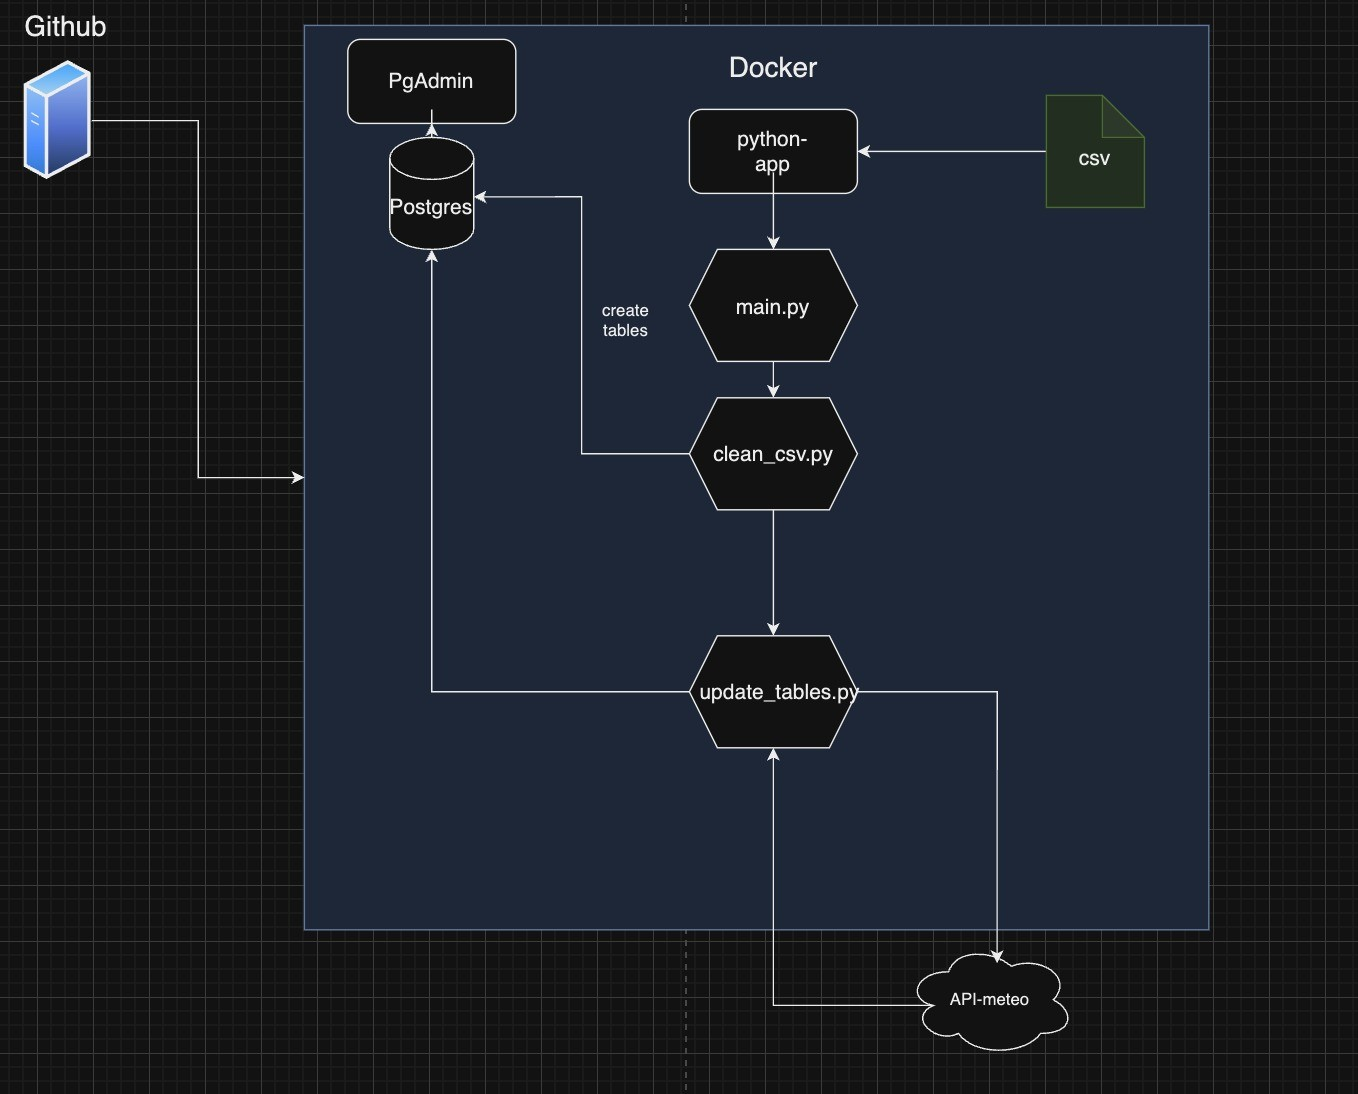 Github
PgAdmin
Docker
python-
app
csv
Postgres
create
tables
main.py
clean_csv.py
update_tables.py
API-meteo